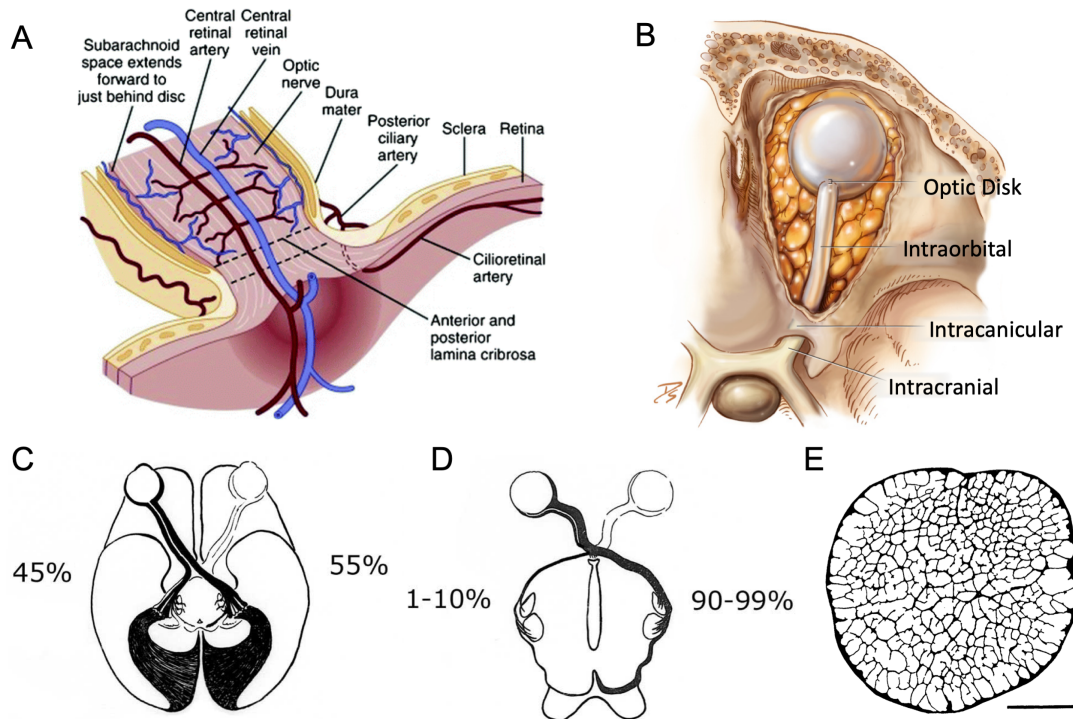 A
Subarachnoid
space extends
forward to
just behind disc
Central
retinal
artery
Central
retinal
vein
Optic
nerve
Dura
mater
Posterior
ciliary
artery
Sclera
Retina
Cilioretinal
artery
Anterior and
posterior
lamina cribrosa
B
Optic Disk
Intraorbital
Intracanicular
Intracranial
C
45%
55%
D
1-10%
90-99%
E